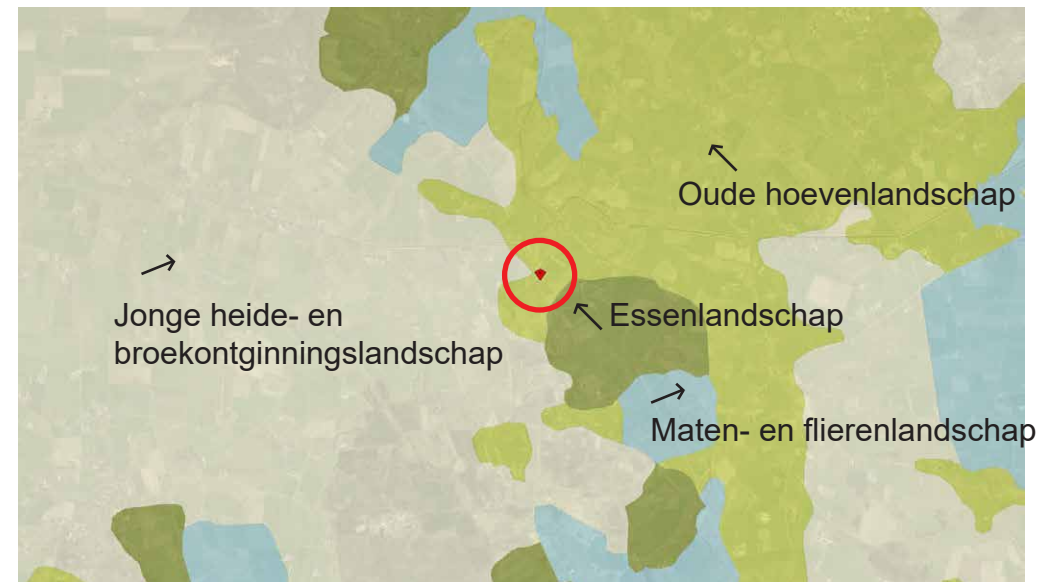 Oude hoevenlandschap
Jonge heide- en
broekontginningslandschap
Essenlandschap
Maten- en flierenlandschap